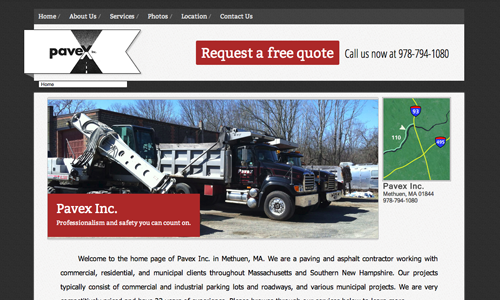 Home / About Us / Services / Photos / Location / Contact Us
pavex Inc.
Request a free quote Call us now at 978-794-1080
Home
93
110
495
Pavex Inc.
Professionalism and safety you can count on.
Pavex Inc.
Methuen, MA 01844
978-794-1080
Welcome to the home page of Pavex Inc. in Methuen, MA. We are a paving and asphalt contractor working with
commercial, residential, and municipal clients throughout Massachusetts and Southern New Hampshire. Our projects
typically consist of commercial and industrial parking lots and roadways, and various municipal projects. We are very